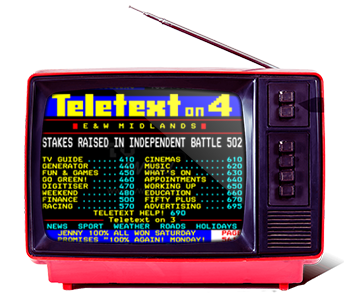 Teletext on 4
E&W MIDLANDS
STAKES RAISED IN INDEPENDENT BATTLE 502
TV GUIDE ..... 410 CINEMAS ....... 610
GENERATOR .... 440 MUSIC ......... 620
FUN & GAMES .. 450 WHAT'S ON ..... 630
GO GREEN! .... 460 APPOINTMENTS .. 640
DIGITISER .... 470 WORKING UP .... 650
WEEKEND ...... 480 EDUCATION ..... 660
FINANCE ...... 500 FIFTY PLUS .... 670
RACING ....... 570 ADVERTISING ... 695
TELETEXT HELP! 690
Teletext on 3
NEWS SPORT WEATHER ROADS HOLIDAYS
JENNY 100% ALL WON SATURDAY PAGE
PROMISES "100% AGAIN! MONDAY!